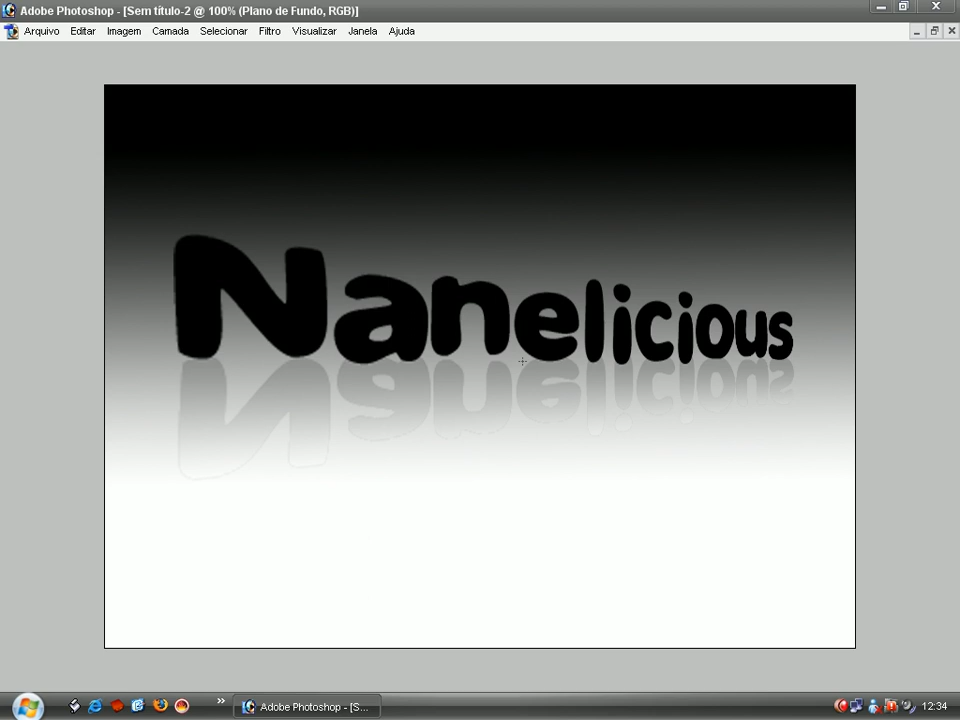 Adobe Photoshop - [Sem título-2 @ 100% (Plano de Fundo, RGB)]
Arquivo Editar Imagem Camada Selecionar Filtro Visualizar Janela Ajuda
Nanelicious
Adobe Photoshop - [S... 12:34